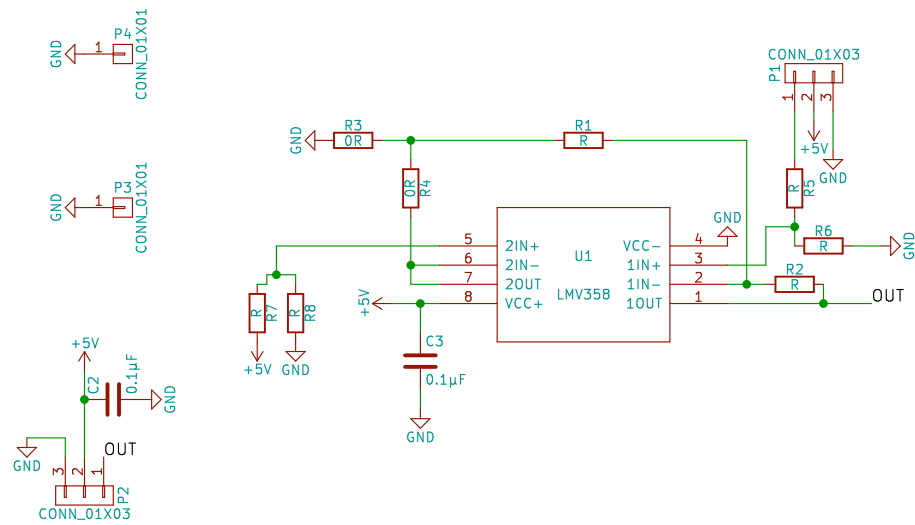 GND
1
P4
CONN_01X01
GND
1
P3
CONN_01X01
CONN_01X03
P1
1
2
3
+5V
GND
GND
R3
0R
R1
R
R4
0R
R5
R
R6
R
GND
R2
R
OUT
GND
5
6
7
8
2IN+
2IN-
2OUT
VCC+
U1
LMV358
VCC-
1IN+
1IN-
1OUT
4
3
2
1
R7
R
R8
R
+5V
GND
+5V
C3
0.1µF
GND
+5V
C2
0.1µF
GND
GND
OUT
3
2
1
P2
CONN_01X03